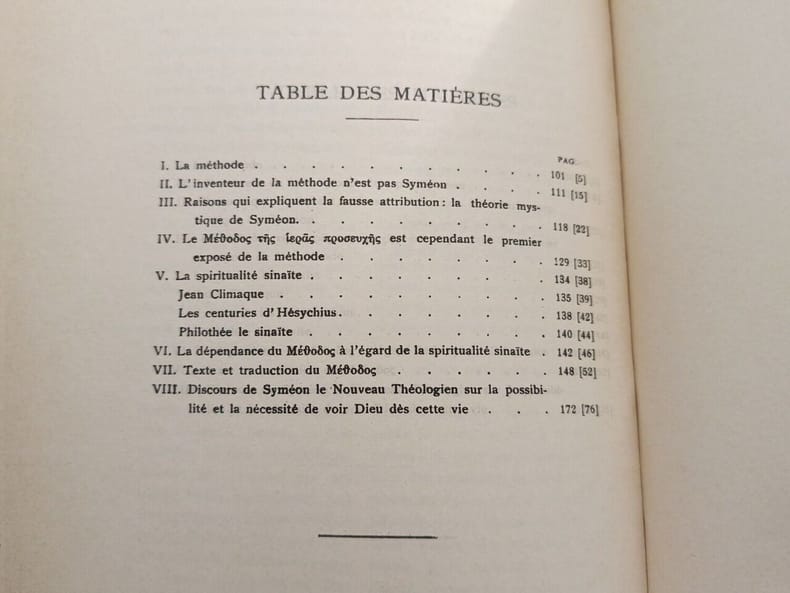 TABLE DES MATIÈRES
PAG.
I. La méthode . . . . . . . . . . 101 [5]
II. L'inventeur de la méthode n'est pas Syméon . . . 111 [15]
III. Raisons qui expliquent la fausse attribution : la théorie mys-
tique de Syméon. . . . . . . . . 118 [22]
IV. Le Μέθοδος τῆς ἱερᾶς προσευχῆς est cependant le premier
exposé de la méthode . . . . . . . 129 [33]
V. La spiritualité sinaïte . . . . . . . . 134 [38]
Jean Climaque . . . . . . . . . 135 [39]
Les centuries d'Hésychius. . . . . . . 138 [42]
Philothée le sinaïte . . . . . . . . 140 [44]
VI. La dépendance du Μέθοδος à l'égard de la spiritualité sinaïte . 142 [46]
VII. Texte et traduction du Μέθοδος . . . . . . 148 [52]
VIII. Discours de Syméon le Nouveau Théologien sur la possibi-
lité et la nécessité de voir Dieu dès cette vie . . . 172 [76]